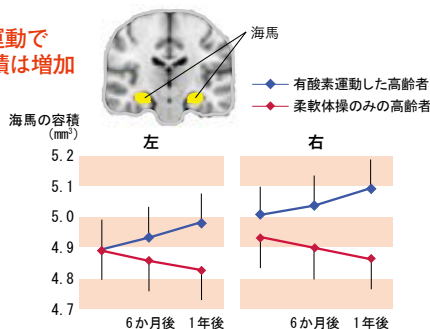 運動で
積は増加
海馬
有酸素運動した高齢者
柔軟体操のみの高齢者
海馬の容積
(mm³)
左
右
5.2
5.1
5.0
4.9
4.8
4.7
6か月後 1年後
6か月後 1年後